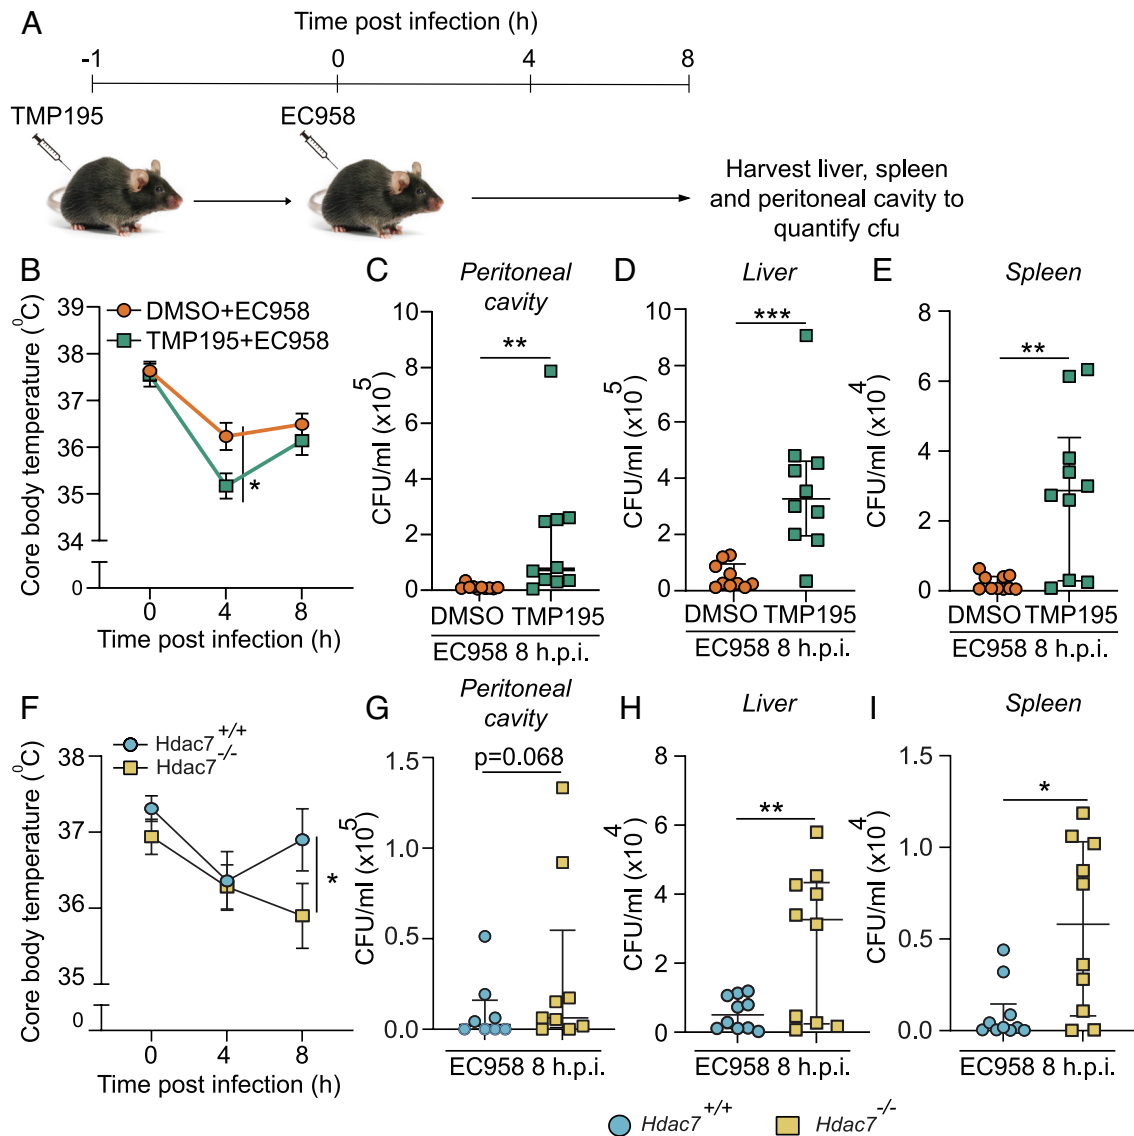 A
Time post infection (h)
-1 0 4 8
TMP195 EC958
Harvest liver, spleen
and peritoneal cavity to
quantify cfu
B
Core body temperature (⁰C)
39
38
37
36
35
34
0
DMSO+EC958
TMP195+EC958
*
0 4 8
Time post infection (h)
C
Peritoneal
cavity
CFU/ml (x10⁵)
10
8
6
4
2
0
**
DMSO TMP195
EC958 8 h.p.i.
D
Liver
CFU/ml (x10⁵)
10
8
6
4
2
0
***
DMSO TMP195
EC958 8 h.p.i.
E
Spleen
CFU/ml (x10⁴)
8
6
4
2
0
**
DMSO TMP195
EC958 8 h.p.i.
F
Core body temperature (⁰C)
38
37
36
35
0
Hdac7⁺/⁺
Hdac7⁻/⁻
*
0 4 8
Time post infection (h)
G
Peritoneal
cavity
CFU/ml (x10⁵)
1.5
1.0
0.5
0.0
p=0.068
EC958 8 h.p.i.
H
Liver
CFU/ml (x10⁴)
8
6
4
2
0
**
EC958 8 h.p.i.
I
Spleen
CFU/ml (x10⁴)
1.5
1.0
0.5
0.0
*
EC958 8 h.p.i.
Hdac7⁺/⁺ Hdac7⁻/⁻